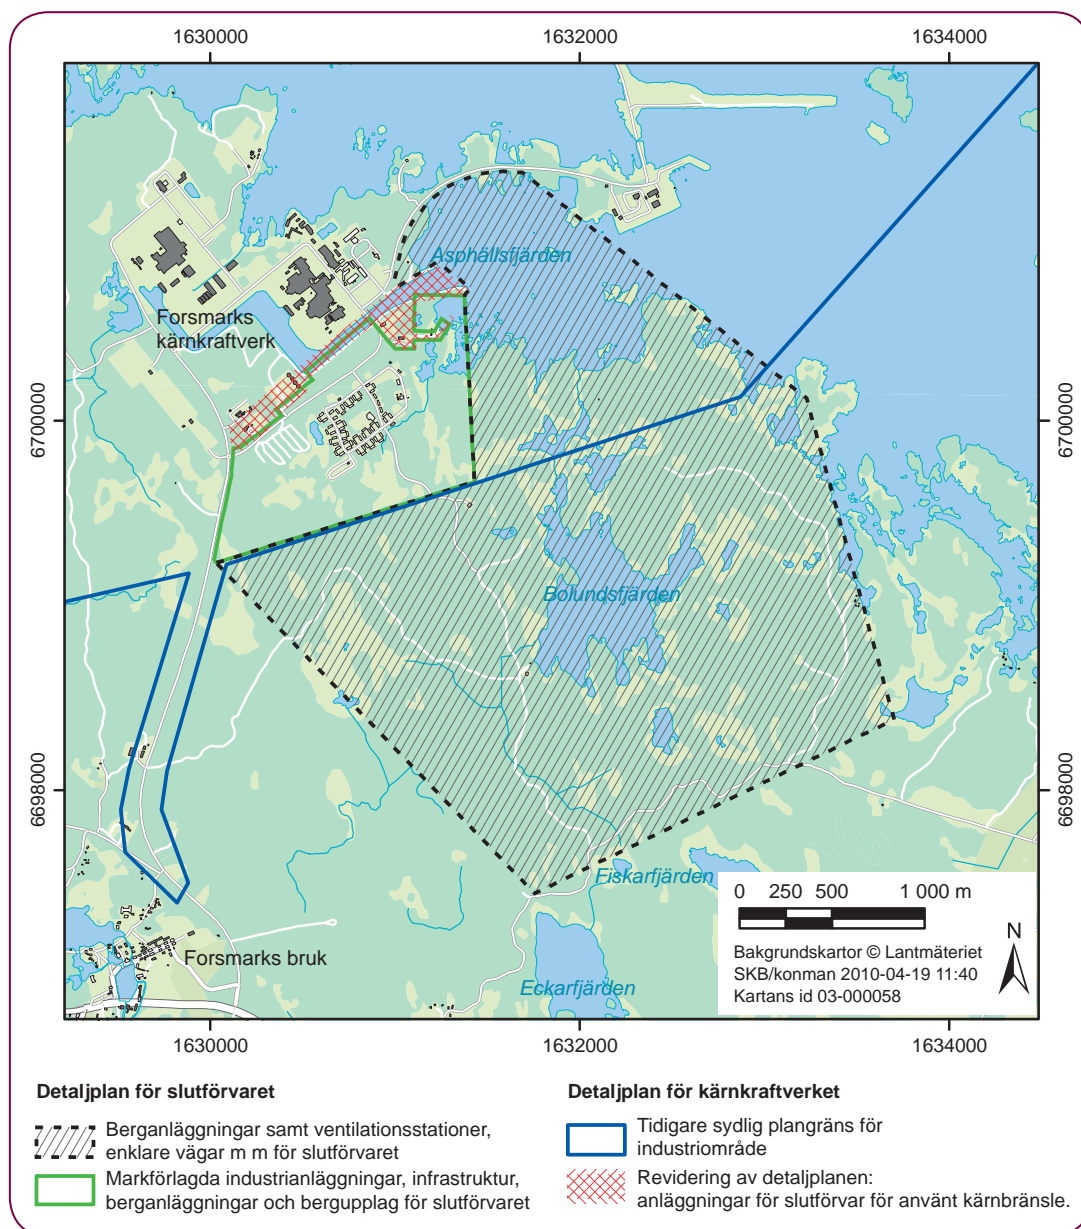 1630000
1632000
1634000
Asphällsfjärden
Forsmarks
kärnkraftverk
6700000
6700000
Bolundsfjärden
6698000
6698000
Fiskarfjärden
0 250 500 1 000 m
Bakgrundskartor © Lantmäteriet
SKB/konman 2010-04-19 11:40
Kartans id 03-000058
N
Forsmarks bruk
Eckarfjärden
1630000
1632000
1634000
Detaljplan för slutförvaret
Berganläggningar samt ventilationsstationer,
enklare vägar m m för slutförvaret
Markförlagda industrianläggningar, infrastruktur,
berganläggningar och bergupplag för slutförvaret
Detaljplan för kärnkraftverket
Tidigare sydlig plangräns för
industriområde
Revidering av detaljplanen:
anläggningar för slutförvar för använt kärnbränsle.